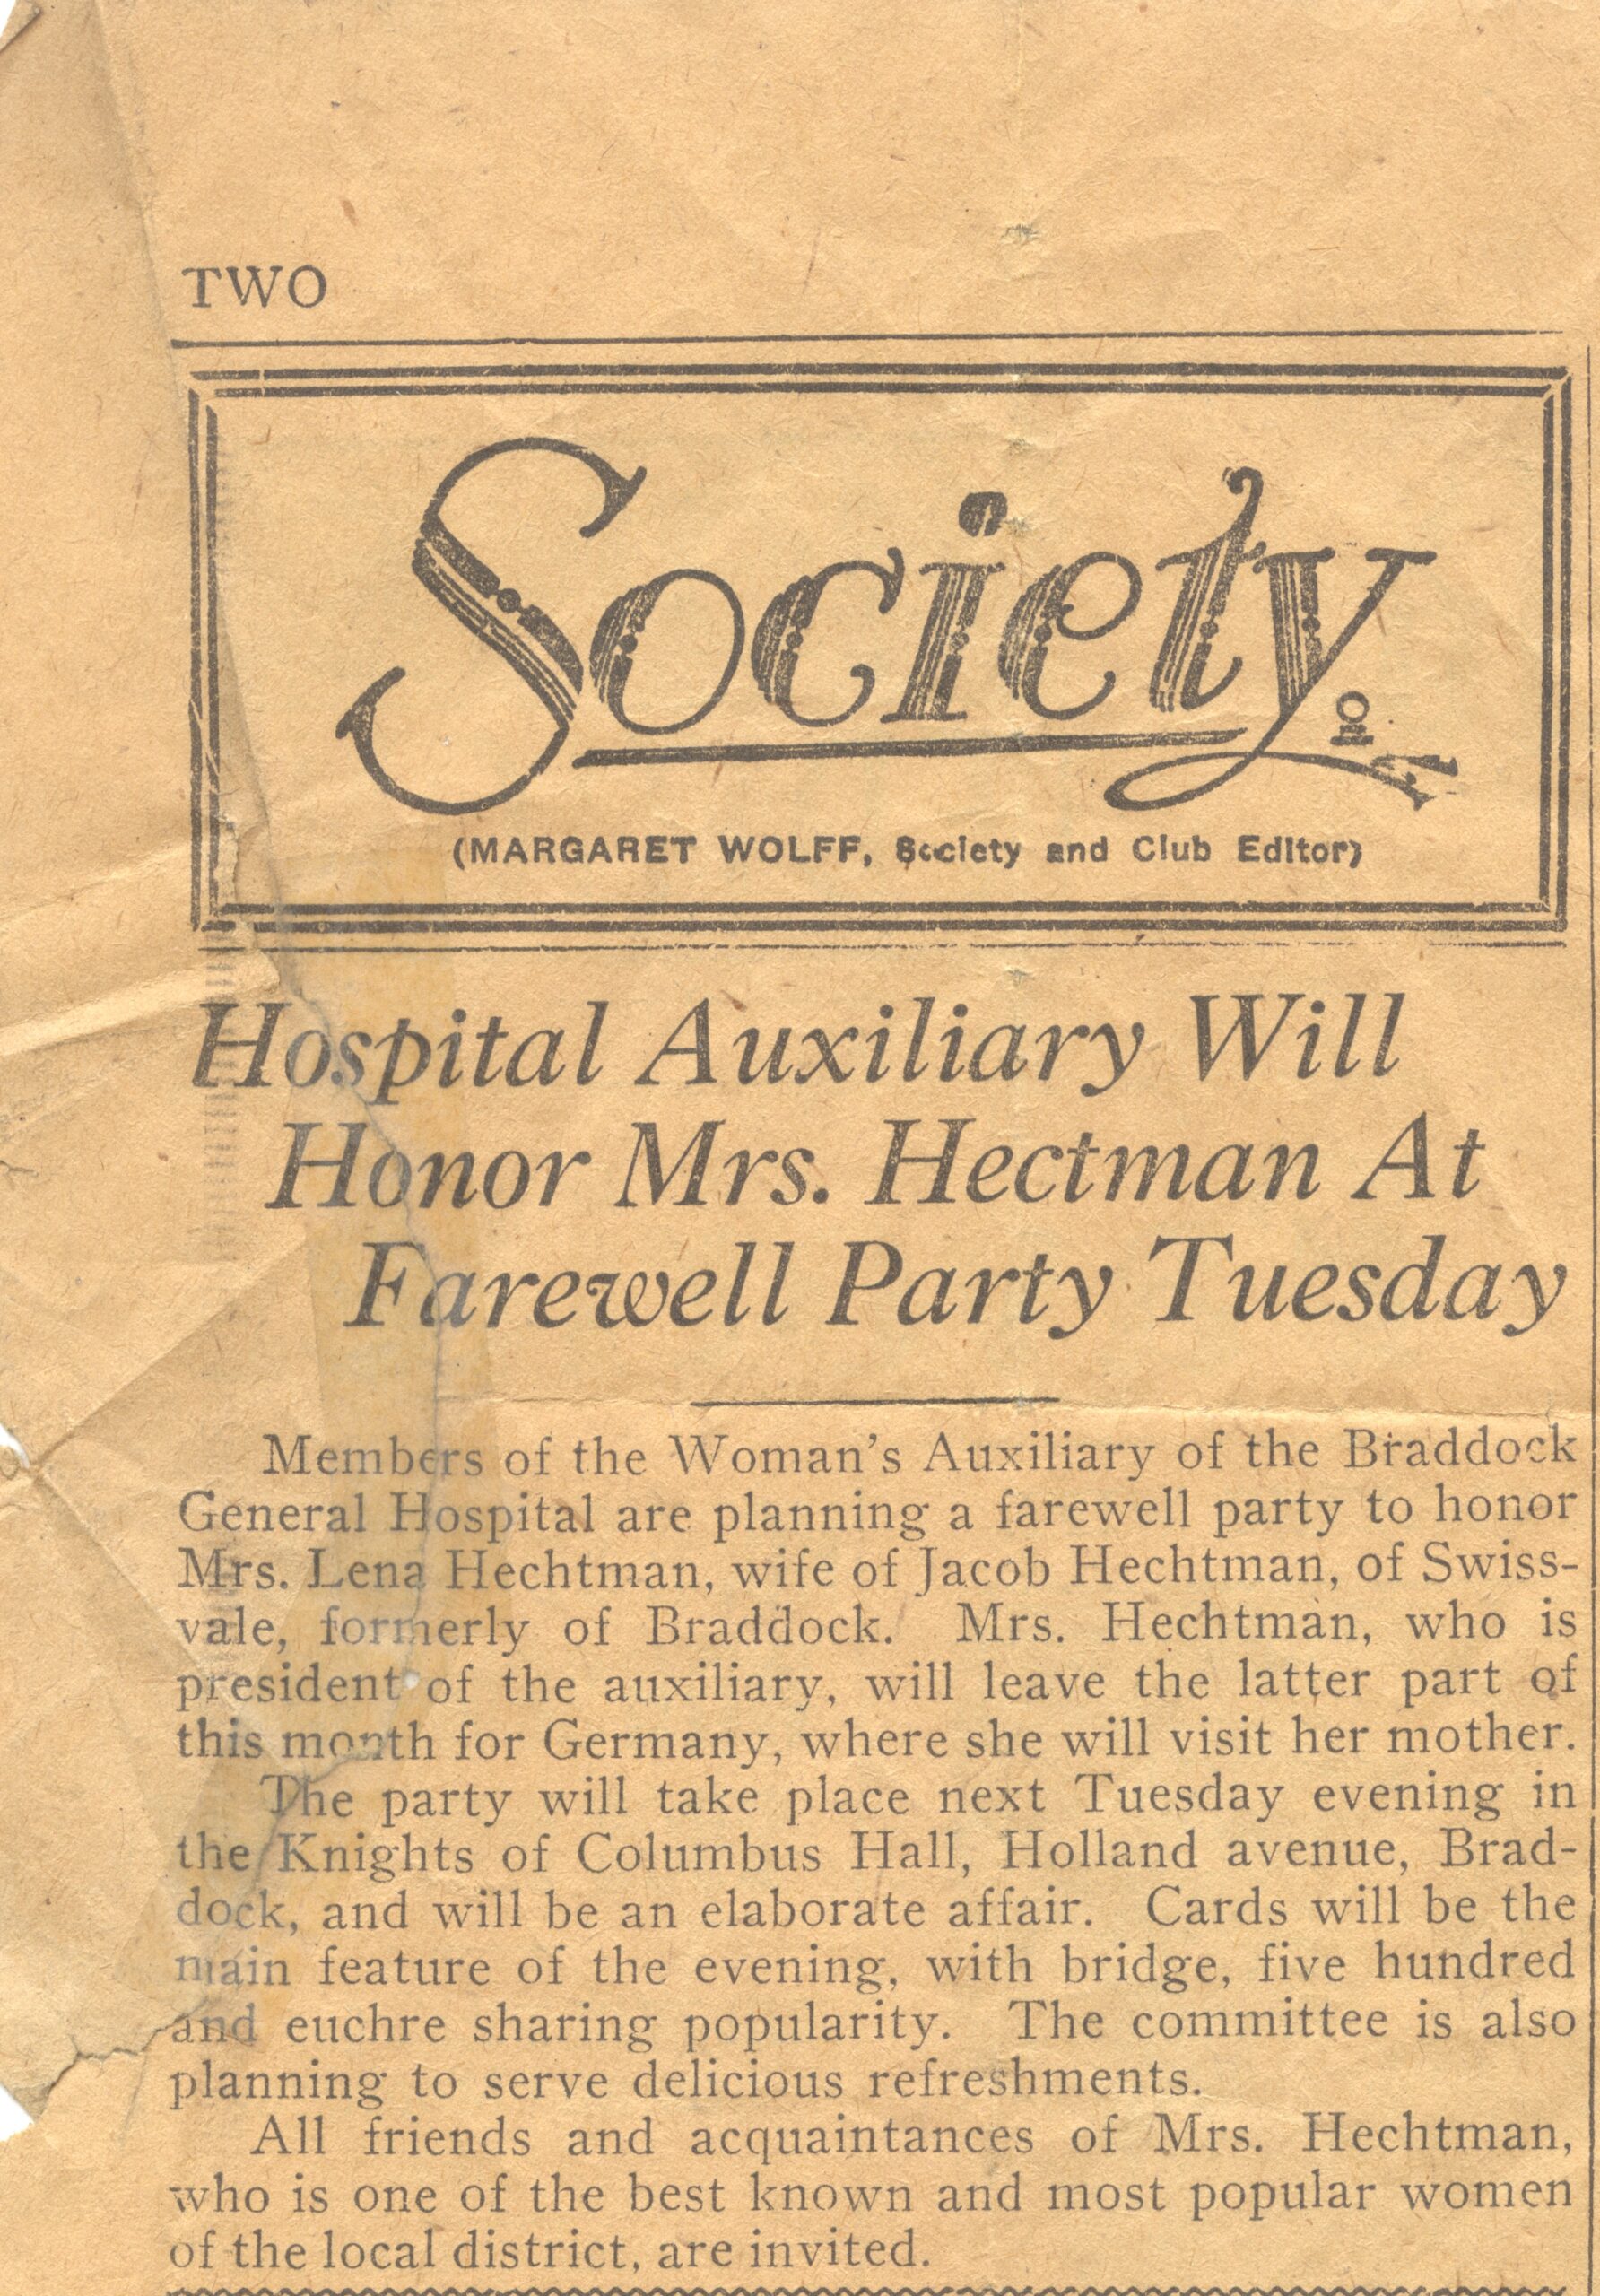 TWO
Society
(MARGARET WOLFF, Society and Club Editor)
Hospital Auxiliary Will
Honor Mrs. Hectman At
Farewell Party Tuesday
Members of the Woman's Auxiliary of the Braddock
General Hospital are planning a farewell party to honor
Mrs. Lena Hechtman, wife of Jacob Hechtman, of Swiss-
vale, formerly of Braddock. Mrs. Hechtman, who is
president of the auxiliary, will leave the latter part of
this month for Germany, where she will visit her mother.
The party will take place next Tuesday evening in
the Knights of Columbus Hall, Holland avenue, Brad-
dock, and will be an elaborate affair. Cards will be the
main feature of the evening, with bridge, five hundred
and euchre sharing popularity. The committee is also
planning to serve delicious refreshments.
All friends and acquaintances of Mrs. Hechtman,
who is one of the best known and most popular women
of the local district, are invited.